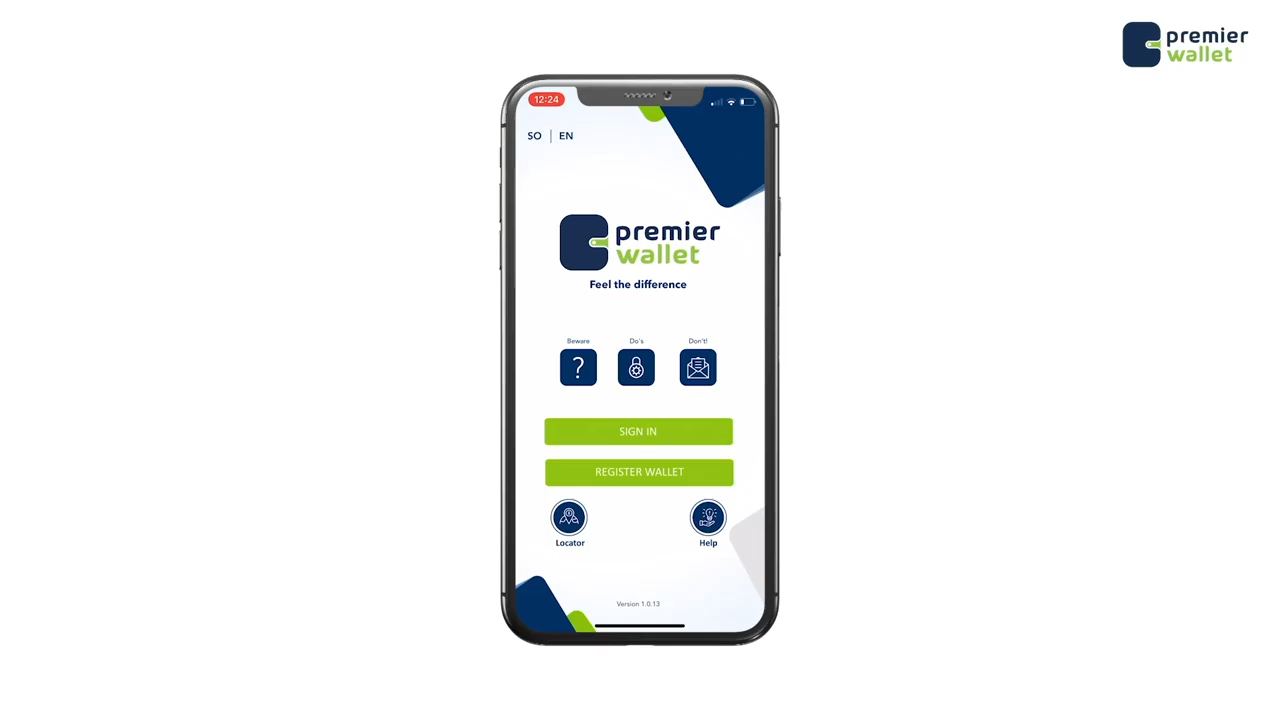 premier
wallet
12:24
SO | EN
premier
wallet
Feel the difference
Beware
Do's
Don't!
?
SIGN IN
REGISTER WALLET
Locator
Help
Version 1.0.13